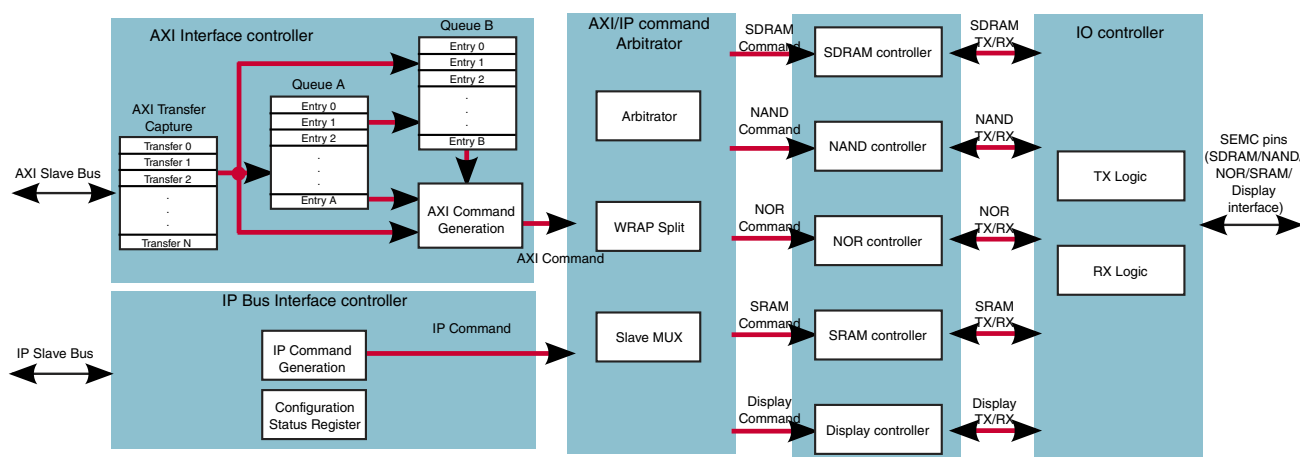 AXI Interface controller
Queue B
Entry 0
Entry 1
Entry 2
.
.
.
Entry B
Queue A
Entry 0
Entry 1
Entry 2
.
.
.
Entry A
AXI Transfer
Capture
Transfer 0
Transfer 1
Transfer 2
.
.
.
Transfer N
AXI Slave Bus
AXI Command
Generation
AXI Command
IP Bus Interface controller
IP Command
IP Command
Generation
Configuration
Status Register
IP Slave Bus
AXI/IP command
Arbitrator
Arbitrator
WRAP Split
Slave MUX
SDRAM
Command
NAND
Command
NOR
Command
SRAM
Command
Display
Command
SDRAM controller
NAND controller
NOR controller
SRAM controller
Display controller
SDRAM
TX/RX
NAND
TX/RX
NOR
TX/RX
SRAM
TX/RX
Display
TX/RX
IO controller
TX Logic
RX Logic
SEMC pins
(SDRAM/NAND/
NOR/SRAM/
Display
interface)